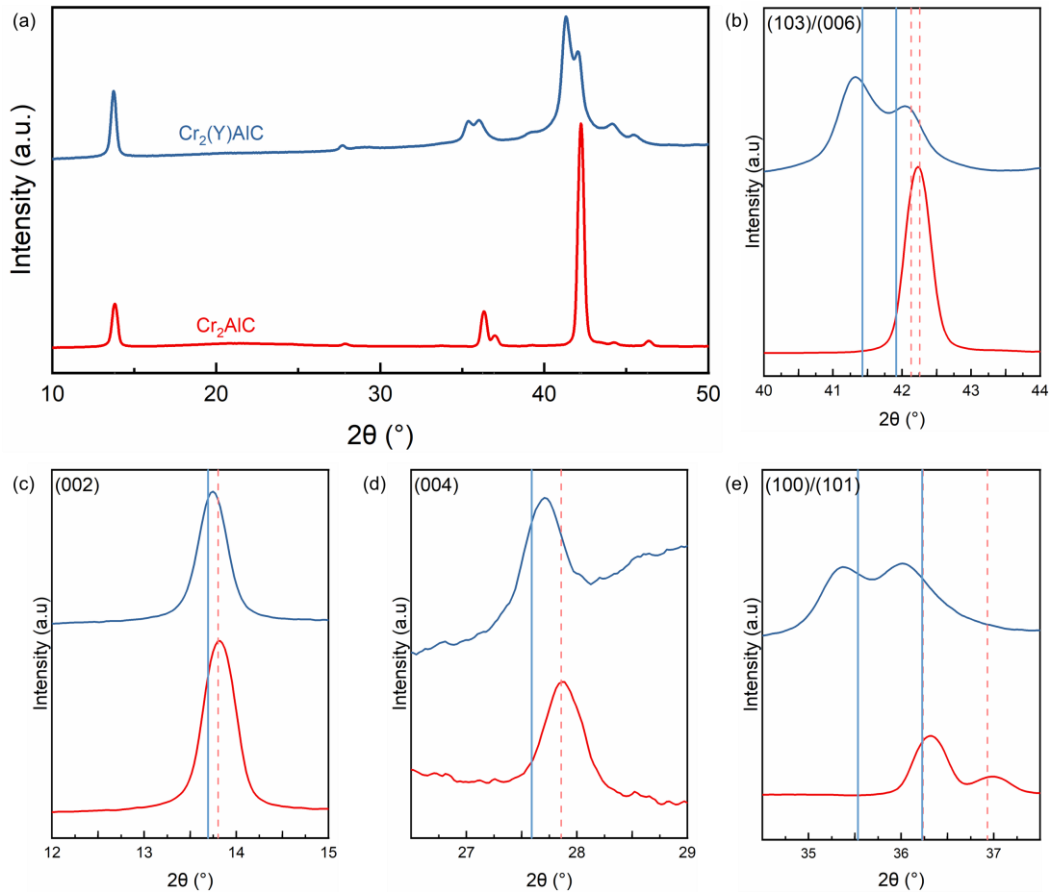 (a)
Intensity (a.u.)
Cr₂(Y)AlC
Cr₂AlC
10 20 30 40 50
2θ (°)
(b) (103)/(006)
Intensity (a.u)
40 41 42 43 44
2θ (°)
(c) (002)
Intensity (a.u)
12 13 14 15
2θ (°)
(d) (004)
Intensity (a.u)
27 28 29
2θ (°)
(e) (100)/(101)
Intensity (a.u)
35 36 37
2θ (°)